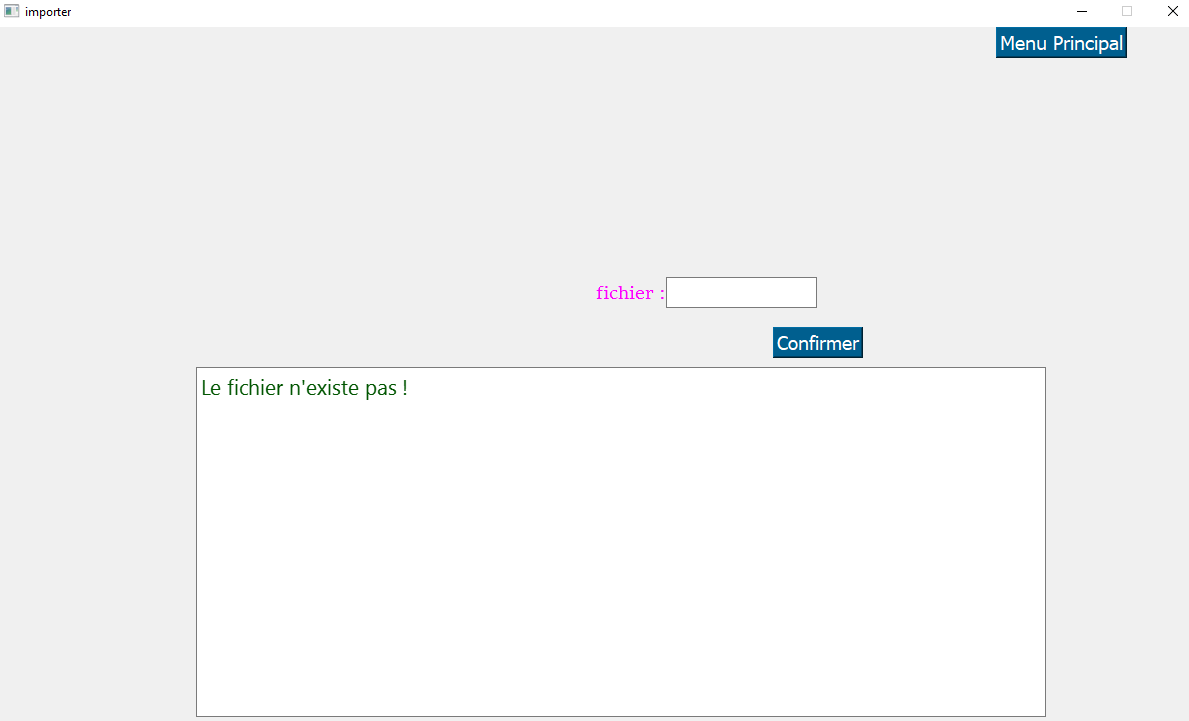 importer
Menu Principal
fichier :
Confirmer
Le fichier n'existe pas !